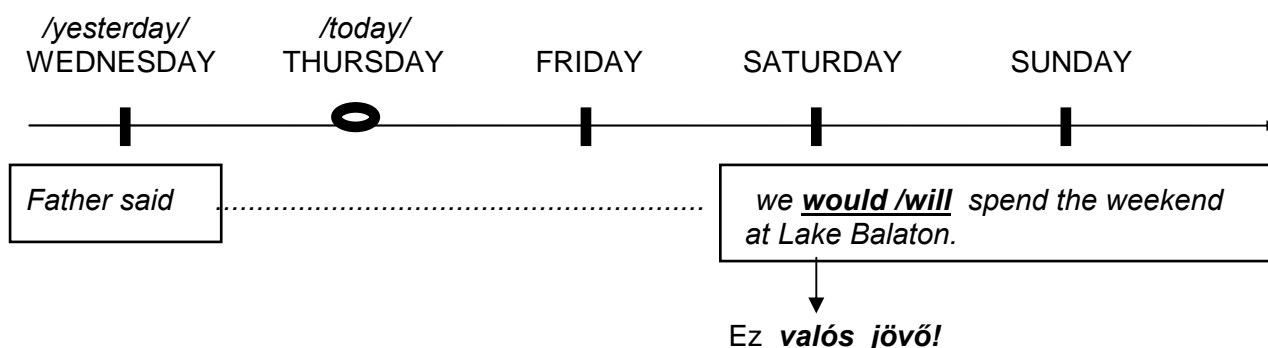 /yesterday/ /today/
WEDNESDAY THURSDAY FRIDAY SATURDAY SUNDAY
Father said ............................................................ we would /will spend the weekend
at Lake Balaton.
Ez valós jövő!